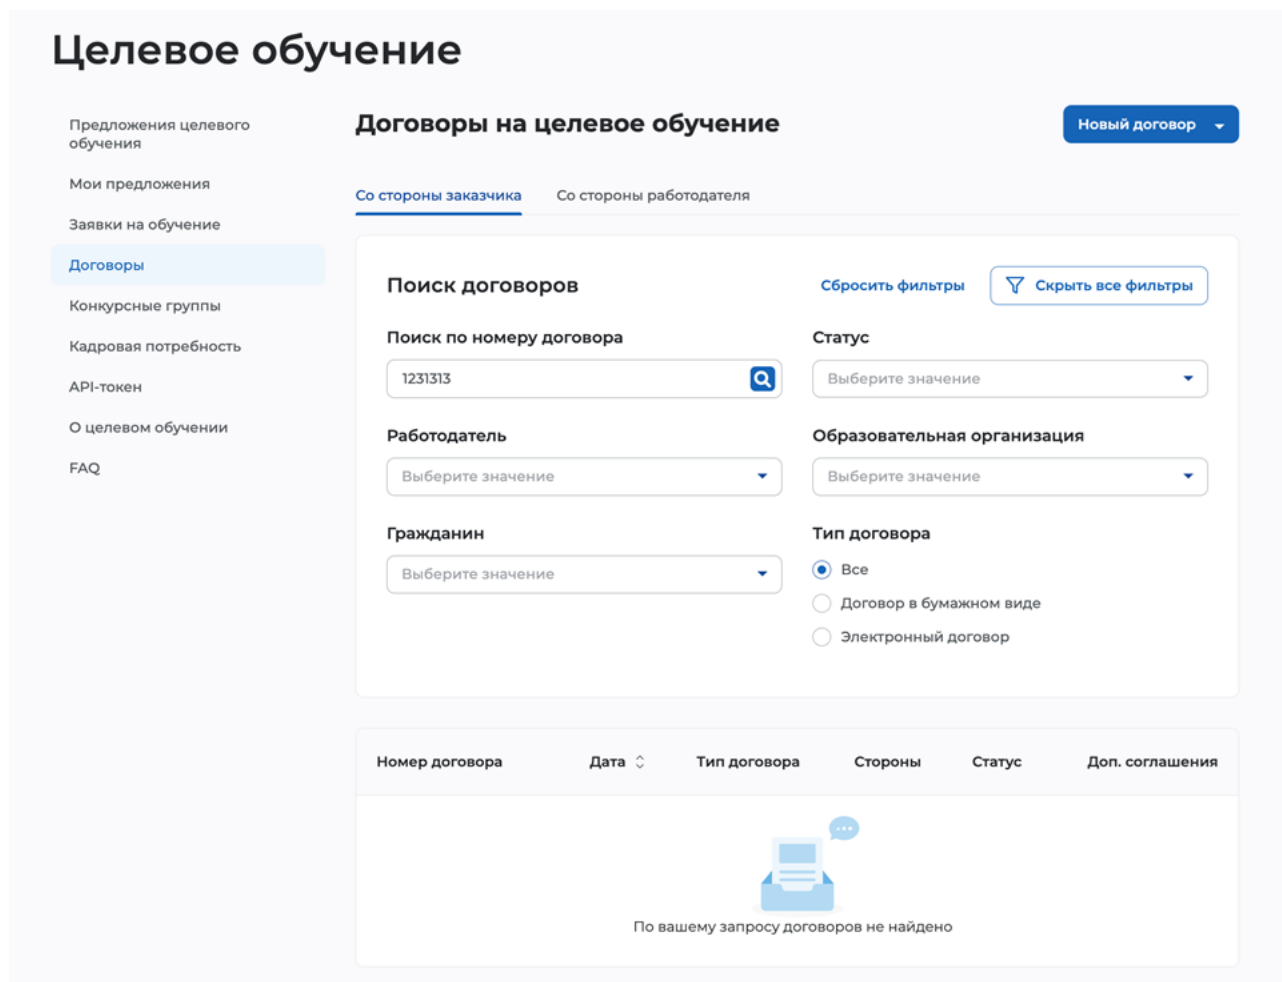 Целевое обучение
Предложения целевого
обучения
Мои предложения
Заявки на обучение
Договоры
Конкурсные группы
Кадровая потребность
API-токен
О целевом обучении
FAQ
Договоры на целевое обучение
Новый договор
Со стороны заказчика
Со стороны работодателя
Поиск договоров
Сбросить фильтры
Скрыть все фильтры
Поиск по номеру договора
Статус
1231313
Выберите значение
Работодатель
Образовательная организация
Выберите значение
Выберите значение
Гражданин
Тип договора
Выберите значение
Все
Договор в бумажном виде
Электронный договор
Номер договора
Дата
Тип договора
Стороны
Статус
Доп. соглашения
По вашему запросу договоров не найдено